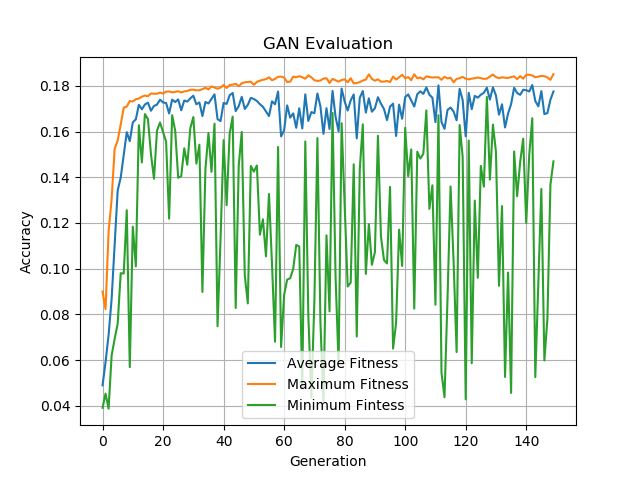 GAN Evaluation
Accuracy
0.18
0.16
0.14
0.12
0.10
0.08
0.06
0.04
Average Fitness
Maximum Fitness
Minimum Fintess
0 20 40 60 80 100 120 140
Generation